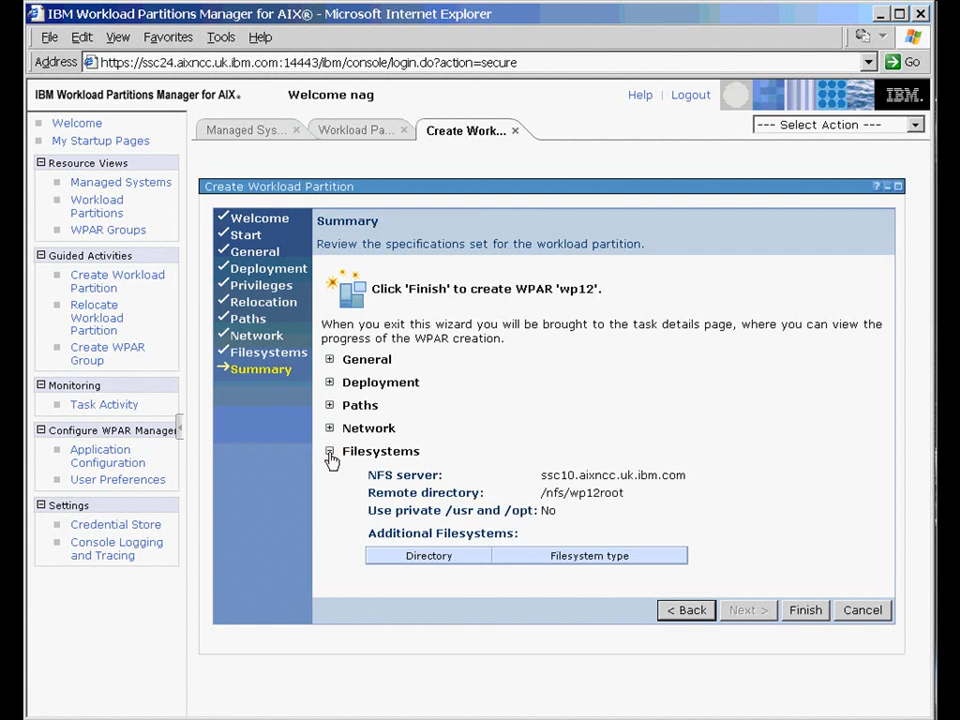 IBM Workload Partitions Manager for AIX® - Microsoft Internet Explorer
File Edit View Favorites Tools Help
Address https://ssc24.aixncc.uk.ibm.com:14443/ibm/console/login.do?action=secure Go
IBM Workload Partitions Manager for AIX® Welcome nag Help Logout IBM.
Welcome
My Startup Pages
Resource Views
Managed Systems
Workload
Partitions
WPAR Groups
Guided Activities
Create Workload
Partition
Relocate
Workload
Partition
Create WPAR
Group
Monitoring
Task Activity
Configure WPAR Manager
Application
Configuration
User Preferences
Settings
Credential Store
Console Logging
and Tracing
Managed Sys... Workload Pa... Create Work... --- Select Action ---
Create Workload Partition
Welcome
Start
General
Deployment
Privileges
Relocation
Paths
Network
Filesystems
Summary
Summary
Review the specifications set for the workload partition.
Click 'Finish' to create WPAR 'wp12'.
When you exit this wizard you will be brought to the task details page, where you can view the
progress of the WPAR creation.
General
Deployment
Paths
Network
Filesystems
NFS server: ssc10.aixncc.uk.ibm.com
Remote directory: /nfs/wp12root
Use private /usr and /opt: No
Additional Filesystems:
Directory Filesystem type
< Back Next > Finish Cancel